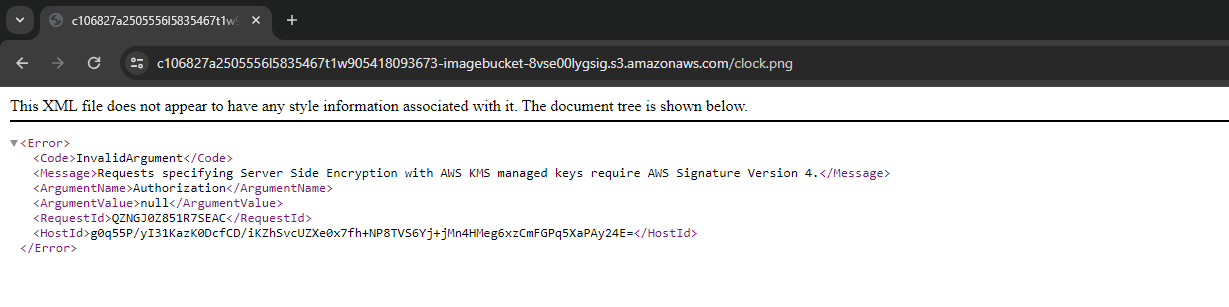 c106827a2505556l5835467t1w9
c106827a2505556l5835467t1w905418093673-imagebucket-8vse00lygsig.s3.amazonaws.com/clock.png
This XML file does not appear to have any style information associated with it. The document tree is shown below.
<Error>
<Code>InvalidArgument</Code>
<Message>Requests specifying Server Side Encryption with AWS KMS managed keys require AWS Signature Version 4.</Message>
<ArgumentName>Authorization</ArgumentName>
<ArgumentValue>null</ArgumentValue>
<RequestId>QZNGJ0Z851R7SEAC</RequestId>
<HostId>g0q55P/yI31KazK0DcfCD/iKZhSvcUZXe0x7fh+NP8TVS6Yj+jMn4HMeg6xzCmFGPq5XaPAy24E=</HostId>
</Error>